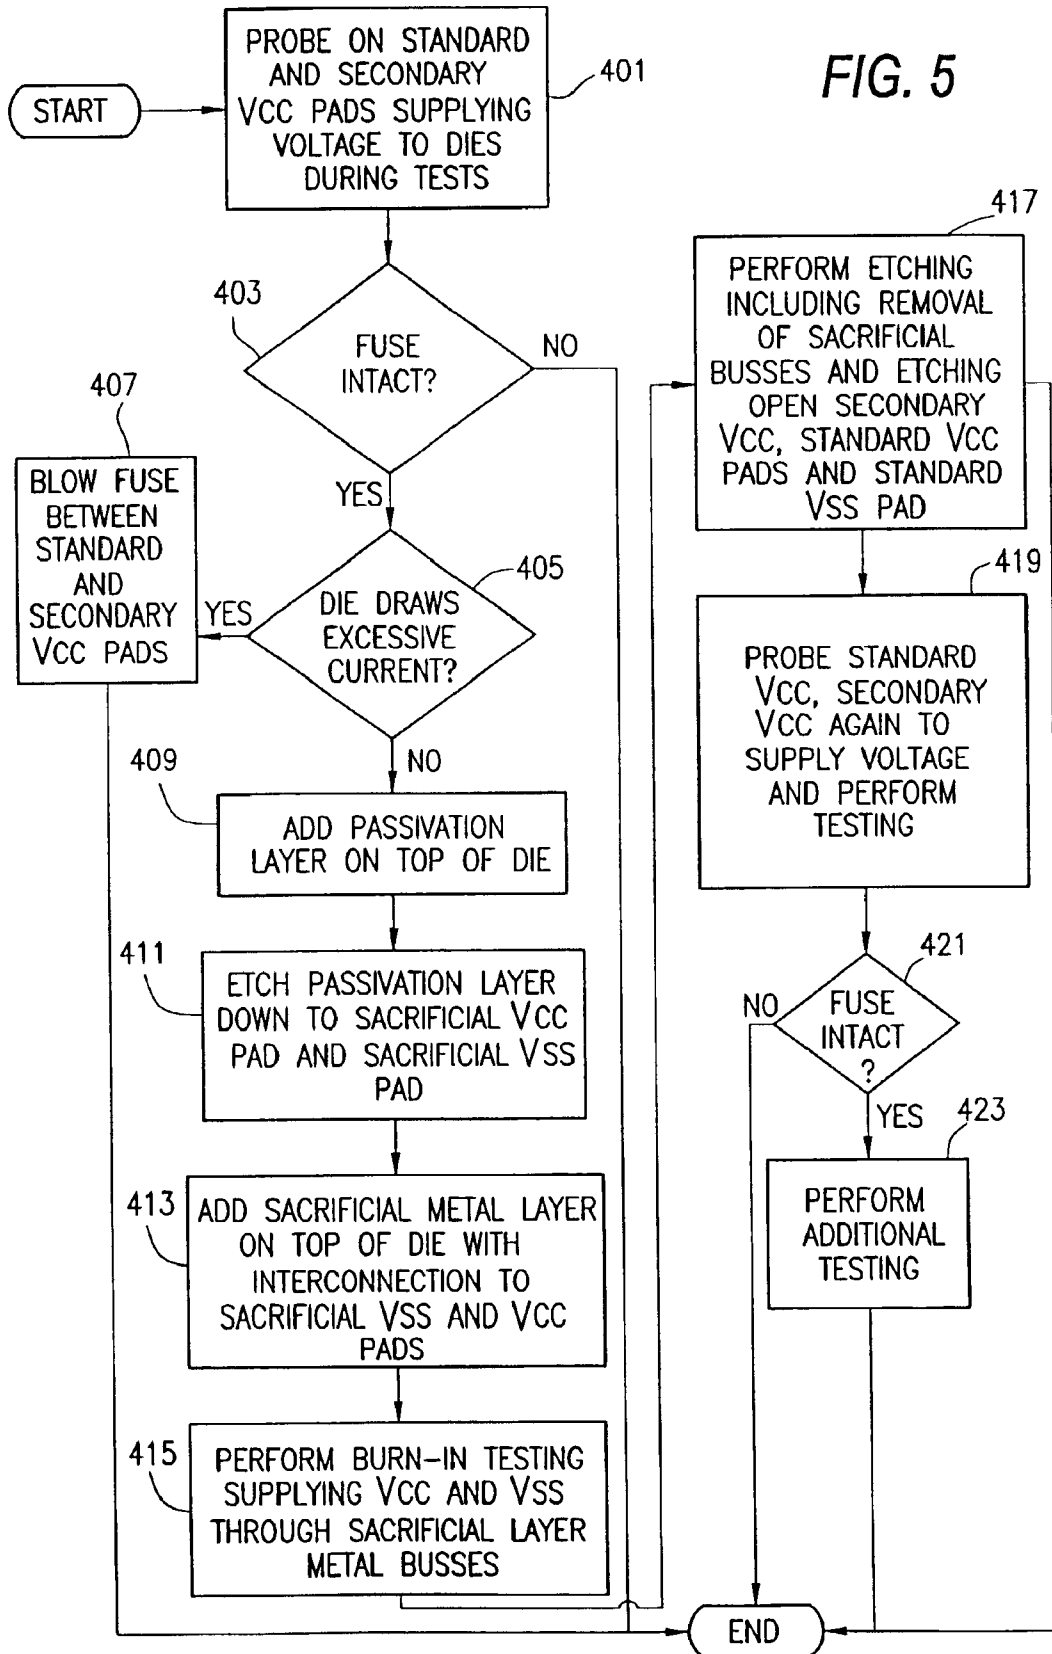 FIG. 5
START
PROBE ON STANDARD
AND SECONDARY
VCC PADS SUPPLYING
VOLTAGE TO DIES
DURING TESTS
401
403
FUSE
INTACT?
NO
YES
407
BLOW FUSE
BETWEEN
STANDARD
AND
SECONDARY
VCC PADS
YES
405
DIE DRAWS
EXCESSIVE
CURRENT?
NO
409
ADD PASSIVATION
LAYER ON TOP OF DIE
411
ETCH PASSIVATION LAYER
DOWN TO SACRIFICIAL VCC
PAD AND SACRIFICIAL VSS
PAD
413
ADD SACRIFICIAL METAL LAYER
ON TOP OF DIE WITH
INTERCONNECTION TO
SACRIFICIAL VSS AND VCC
PADS
415
PERFORM BURN-IN TESTING
SUPPLYING VCC AND VSS
THROUGH SACRIFICIAL LAYER
METAL BUSSES
417
PERFORM ETCHING
INCLUDING REMOVAL
OF SACRIFICIAL
BUSSES AND ETCHING
OPEN SECONDARY
VCC, STANDARD VCC
PADS AND STANDARD
VSS PAD
419
PROBE STANDARD
VCC, SECONDARY
VCC AGAIN TO
SUPPLY VOLTAGE
AND PERFORM
TESTING
421
FUSE
INTACT
?
NO
YES
423
PERFORM
ADDITIONAL
TESTING
END